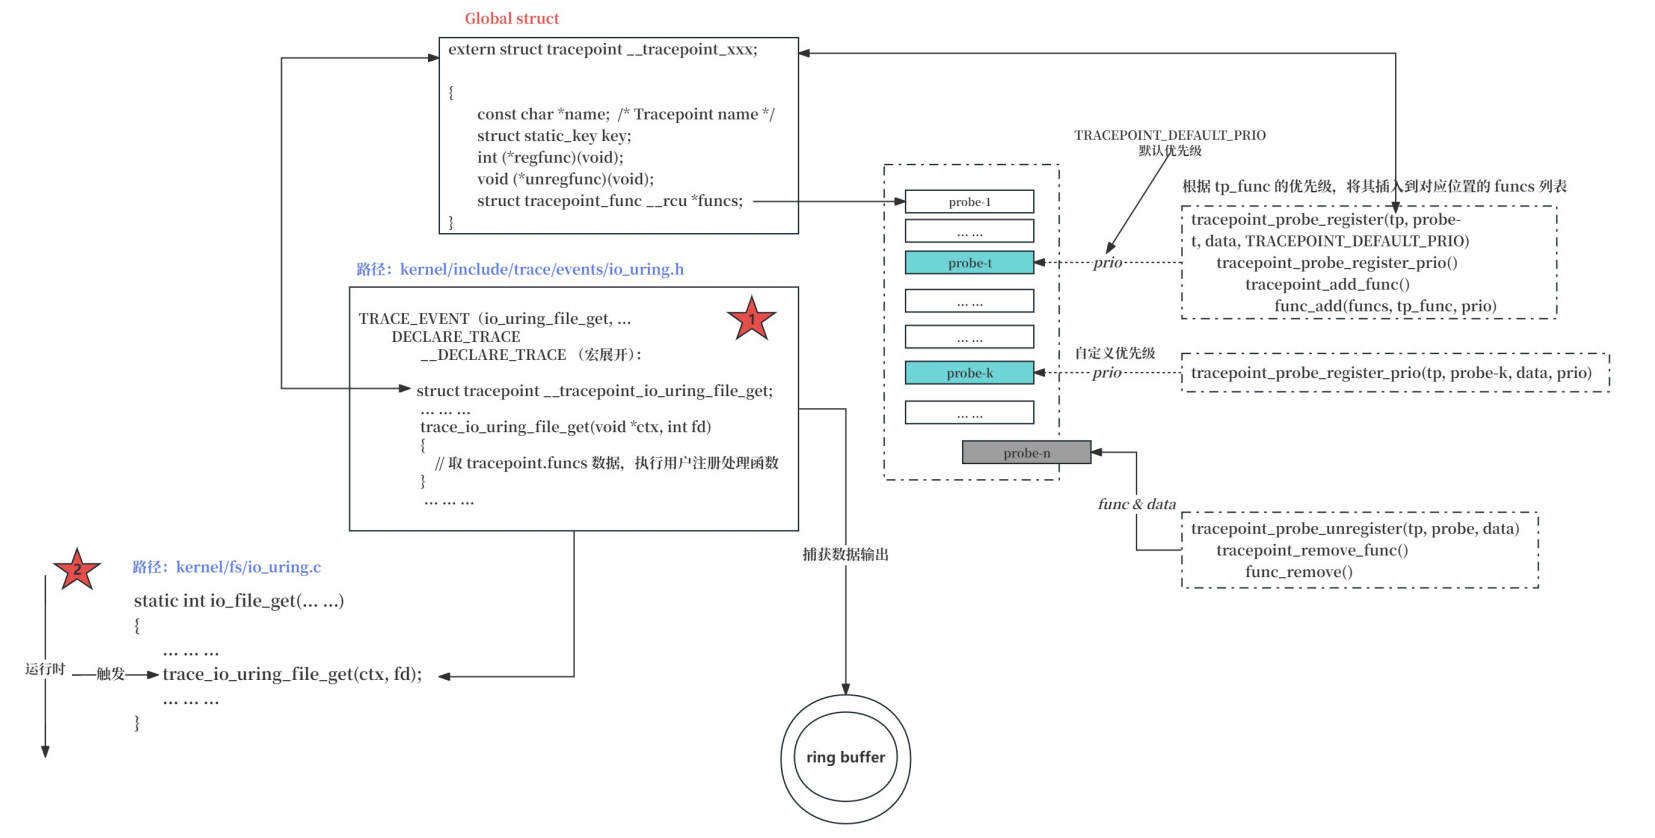 Global struct
extern struct tracepoint __tracepoint_xxx;
{
const char *name;  /* Tracepoint name */
struct static_key key;
int (*regfunc)(void);
void (*unregfunc)(void);
struct tracepoint_func __rcu *funcs;
}
路径：kernel/include/trace/events/io_uring.h
TRACE_EVENT（io_uring_file_get, ...
DECLARE_TRACE
__DECLARE_TRACE （宏展开）：
struct tracepoint __tracepoint_io_uring_file_get;
... ... ...
trace_io_uring_file_get(void *ctx, int fd)
{
// 取 tracepoint.funcs 数据，执行用户注册处理函数
}
... ... ...
1
2
路径：kernel/fs/io_uring.c
static int io_file_get(... ...)
{
... ... ...
trace_io_uring_file_get(ctx, fd);
... ... ...
}
运行时
触发
捕获数据输出
ring buffer
probe-1
... ...
probe-t
... ...
... ...
probe-k
... ...
probe-n
TRACEPOINT_DEFAULT_PRIO
默认优先级
prio
自定义优先级
prio
func & data
根据 tp_func 的优先级，将其插入到对应位置的 funcs 列表
tracepoint_probe_register(tp, probe-
t, data, TRACEPOINT_DEFAULT_PRIO)
tracepoint_probe_register_prio()
tracepoint_add_func()
func_add(funcs, tp_func, prio)
tracepoint_probe_register_prio(tp, probe-k, data, prio)
tracepoint_probe_unregister(tp, probe, data)
tracepoint_remove_func()
func_remove()